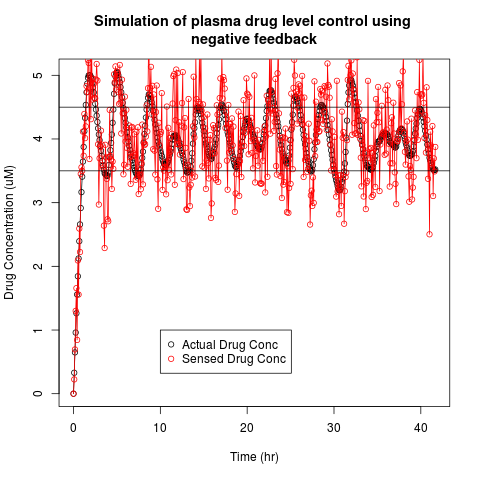 Simulation of plasma drug level control using
negative feedback
Drug Concentration (uM)
5
4
3
2
1
0
Actual Drug Conc
Sensed Drug Conc
0 10 20 30 40
Time (hr)